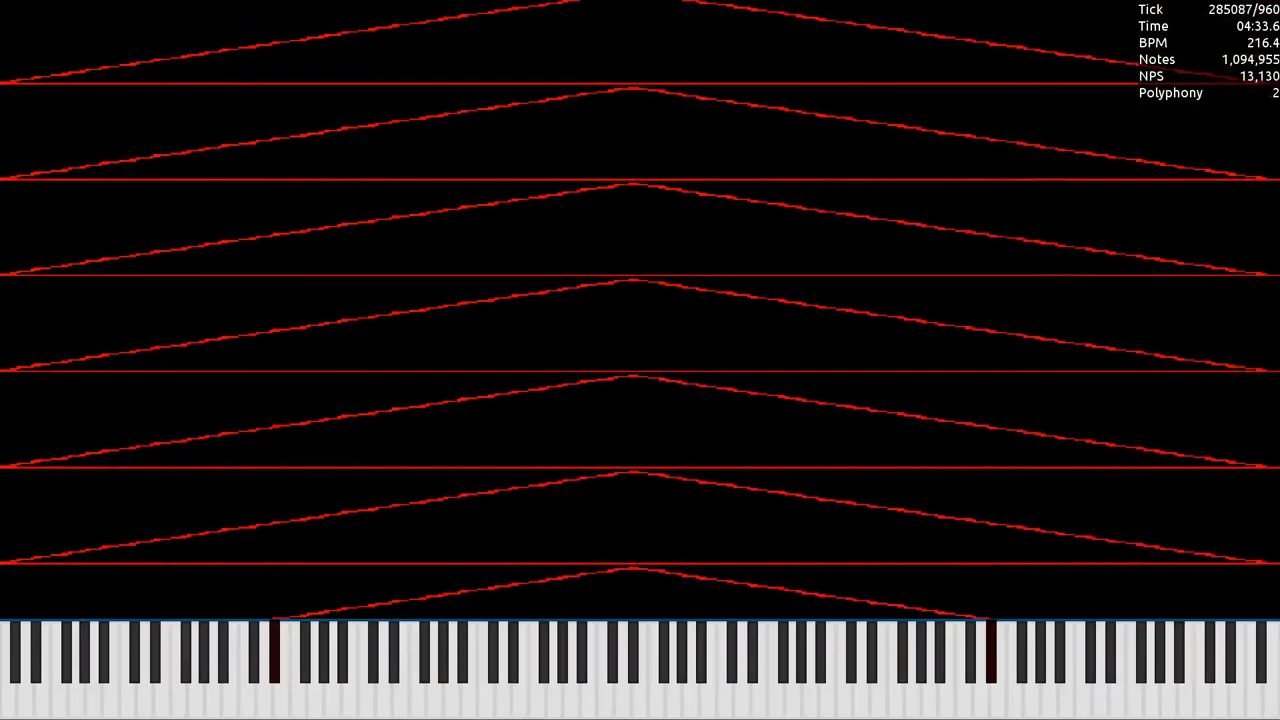 Tick 285087/960
Time 04:33.6
BPM 216.4
Notes 1,094,955
NPS 13,130
Polyphony 2